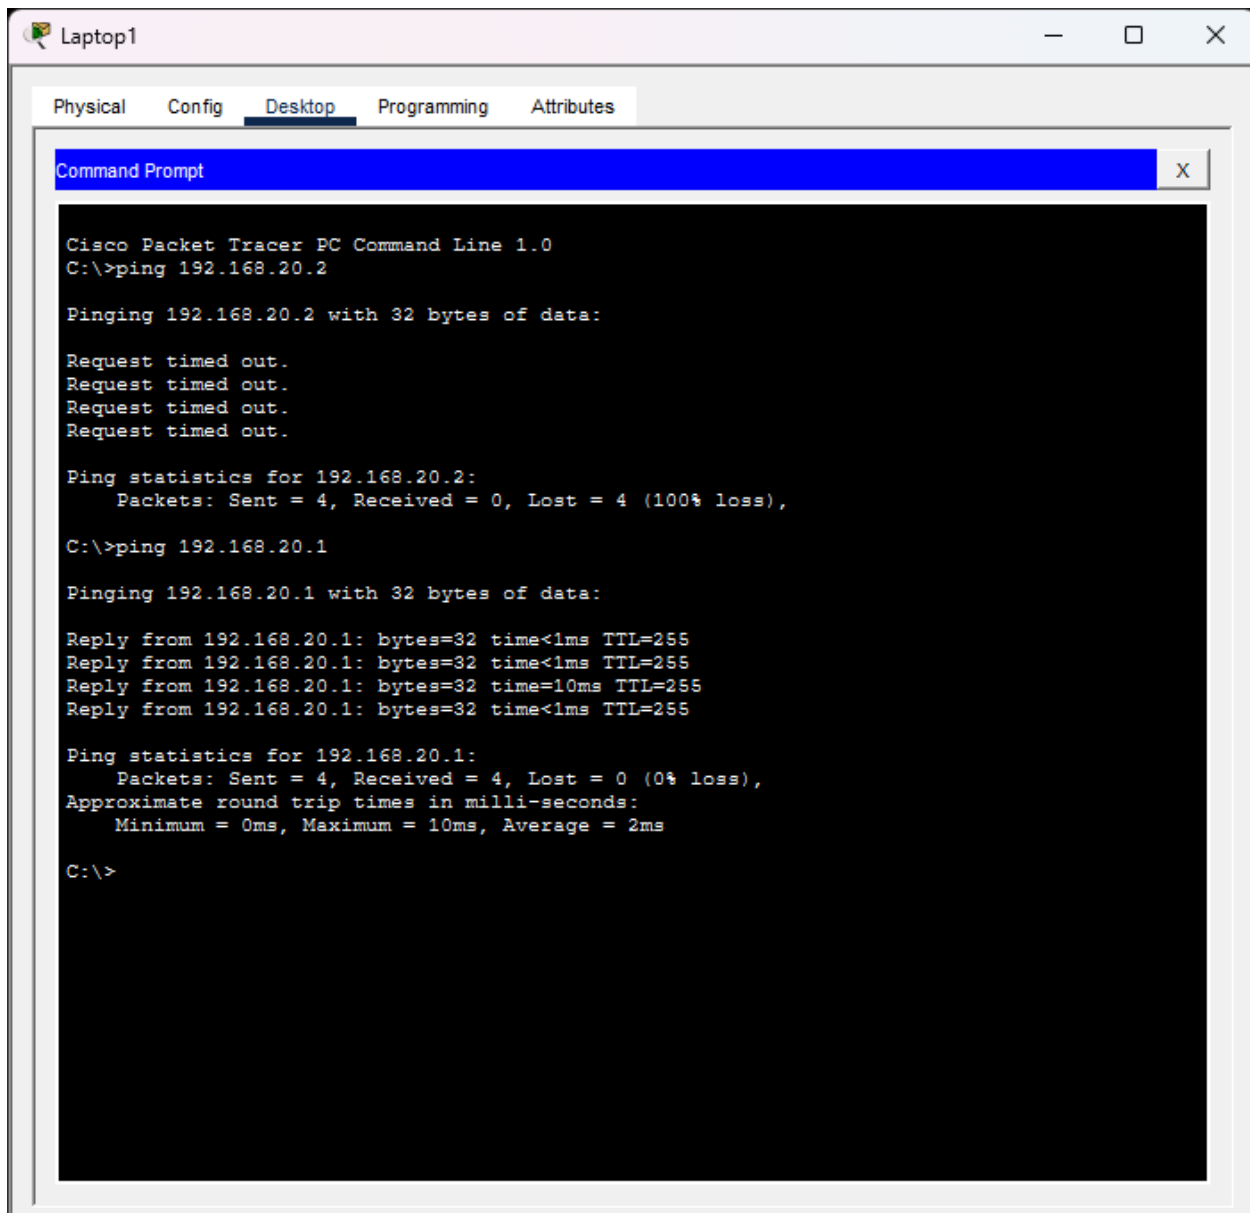 Laptop1
Physical Config Desktop Programming Attributes
Command Prompt
X
Cisco Packet Tracer PC Command Line 1.0
C:\>ping 192.168.20.2
Pinging 192.168.20.2 with 32 bytes of data:
Request timed out.
Request timed out.
Request timed out.
Request timed out.
Ping statistics for 192.168.20.2:
    Packets: Sent = 4, Received = 0, Lost = 4 (100% loss),
C:\>ping 192.168.20.1
Pinging 192.168.20.1 with 32 bytes of data:
Reply from 192.168.20.1: bytes=32 time<1ms TTL=255
Reply from 192.168.20.1: bytes=32 time<1ms TTL=255
Reply from 192.168.20.1: bytes=32 time=10ms TTL=255
Reply from 192.168.20.1: bytes=32 time<1ms TTL=255
Ping statistics for 192.168.20.1:
    Packets: Sent = 4, Received = 4, Lost = 0 (0% loss),
Approximate round trip times in milli-seconds:
    Minimum = 0ms, Maximum = 10ms, Average = 2ms
C:\>